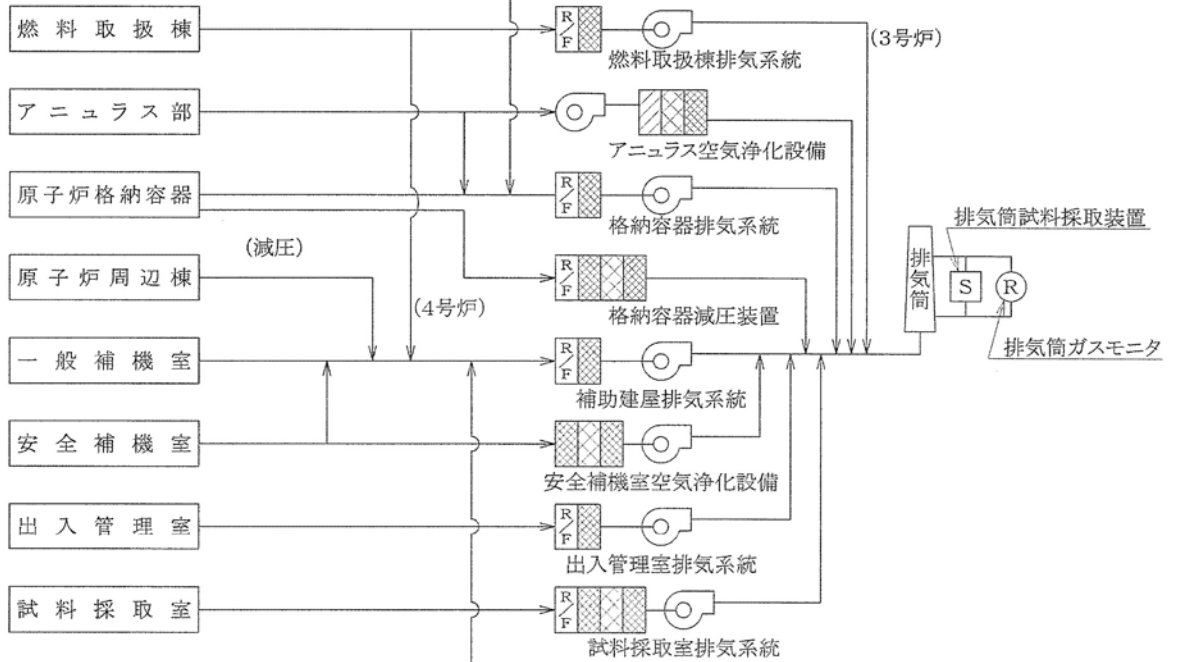 燃料取扱棟
R/F
燃料取扱棟排気系統
(3号炉)
アニュラス部
アニュラス空気浄化設備
原子炉格納容器
R/F
格納容器排気系統
排気筒試料採取装置
(減圧)
原子炉周辺棟
(4号炉)
R/F
格納容器減圧装置
排気筒
S
R
排気筒ガスモニタ
一般補機室
R/F
補助建屋排気系統
安全補機室
安全補機室空気浄化設備
出入管理室
R/F
出入管理室排気系統
試料採取室
R/F
試料採取室排気系統